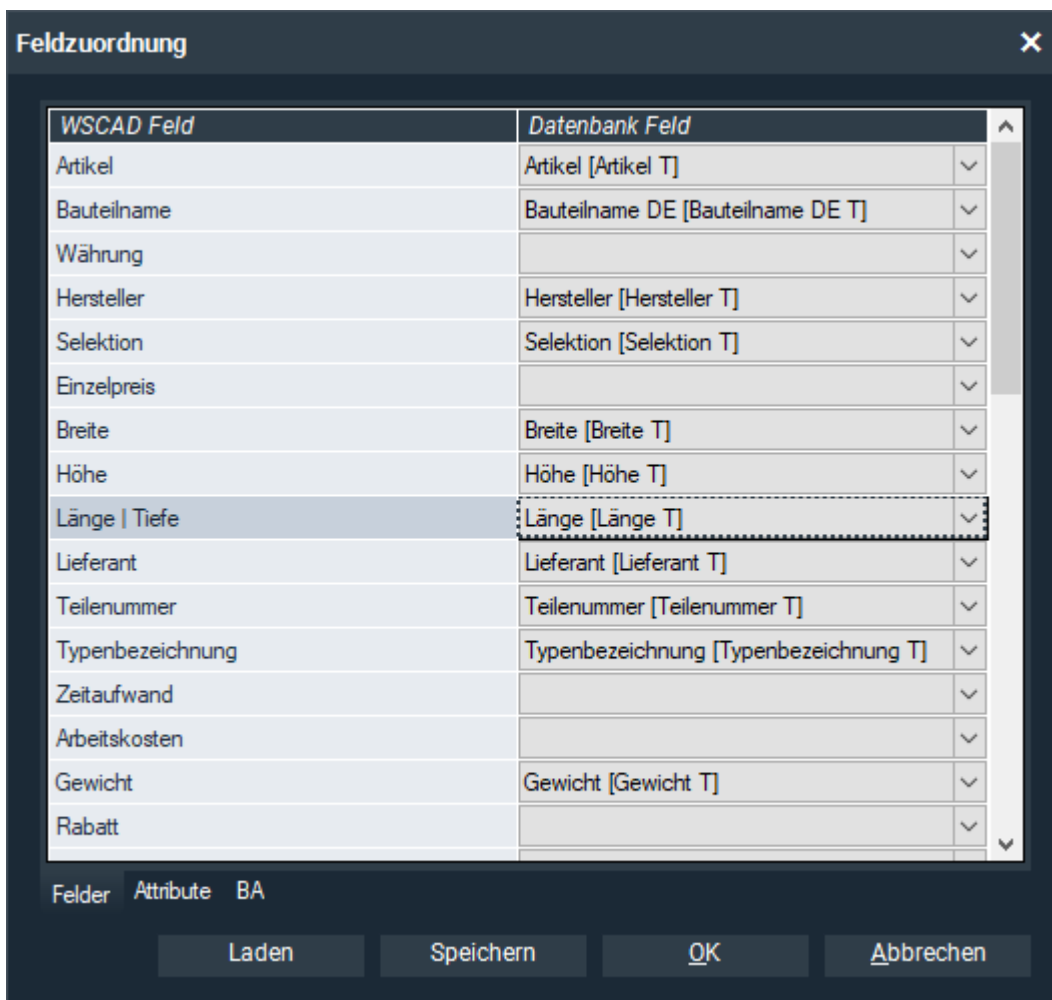 Feldzuordnung
WSCAD Feld Datenbank Feld
Artikel Artikel [Artikel T]
Bauteilname Bauteilname DE [Bauteilname DE T]
Währung
Hersteller Hersteller [Hersteller T]
Selektion Selektion [Selektion T]
Einzelpreis
Breite Breite [Breite T]
Höhe Höhe [Höhe T]
Länge | Tiefe Länge [Länge T]
Lieferant Lieferant [Lieferant T]
Teilenummer Teilenummer [Teilenummer T]
Typenbezeichnung Typenbezeichnung [Typenbezeichnung T]
Zeitaufwand
Arbeitskosten
Gewicht Gewicht [Gewicht T]
Rabatt
Felder Attribute BA
Laden Speichern OK Abbrechen